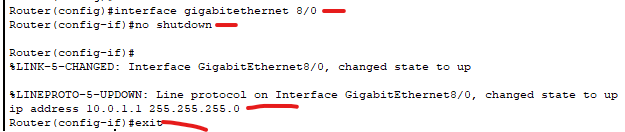 Router(config)#interface gigabitethernet 8/0
Router(config-if)#no shutdown
Router(config-if)#
%LINK-5-CHANGED: Interface GigabitEthernet8/0, changed state to up
%LINEPROTO-5-UPDOWN: Line protocol on Interface GigabitEthernet8/0, changed state to up
ip address 10.0.1.1 255.255.255.0
Router(config-if)#exit